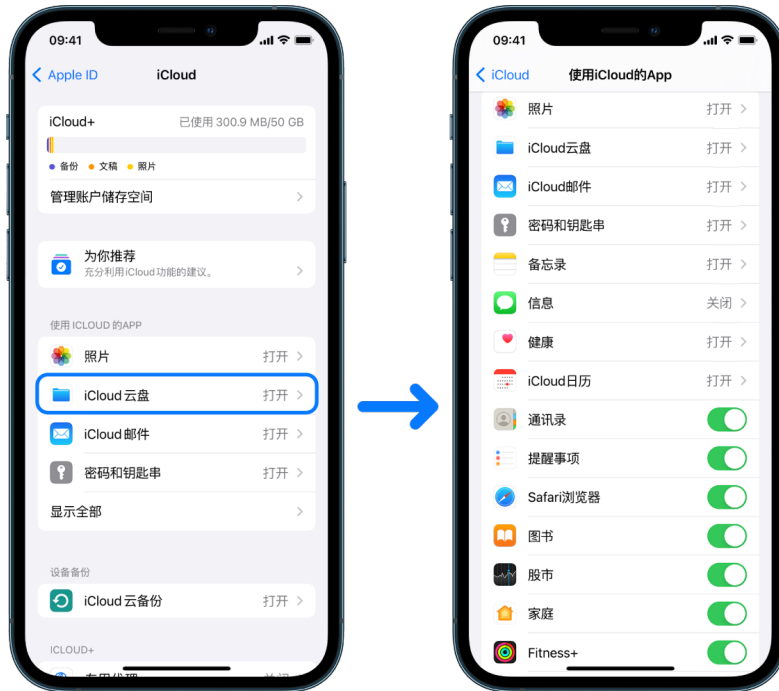 09:41
Apple ID
iCloud
iCloud+
已使用 300.9 MB/50 GB
备份 文稿 照片
管理账户储存空间
为你推荐
充分利用iCloud功能的建议。
使用 ICLOUD 的APP
照片 打开
iCloud 云盘 打开
iCloud 邮件 打开
密码和钥匙串 打开
显示全部
设备备份
iCloud 云备份 打开
ICLOUD+
09:41
iCloud
使用iCloud的App
照片 打开
iCloud云盘 打开
iCloud邮件 打开
密码和钥匙串 打开
备忘录 打开
信息 关闭
健康 打开
iCloud日历 打开
通讯录
提醒事项
Safari浏览器
图书
股市
家庭
Fitness+